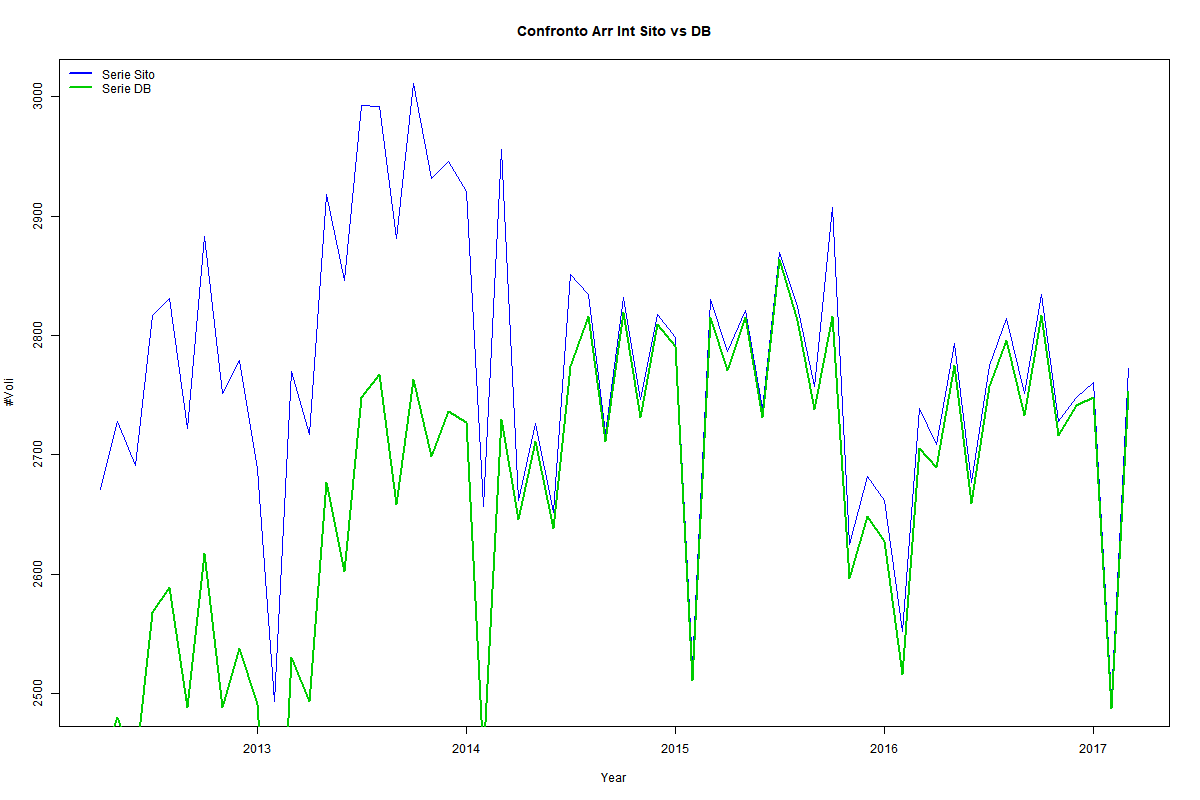 Confronto Arr Int Sito vs DB
Serie Sito
Serie DB
3000
2900
2800
2700
2600
2500
#Voli
2013 2014 2015 2016 2017
Year